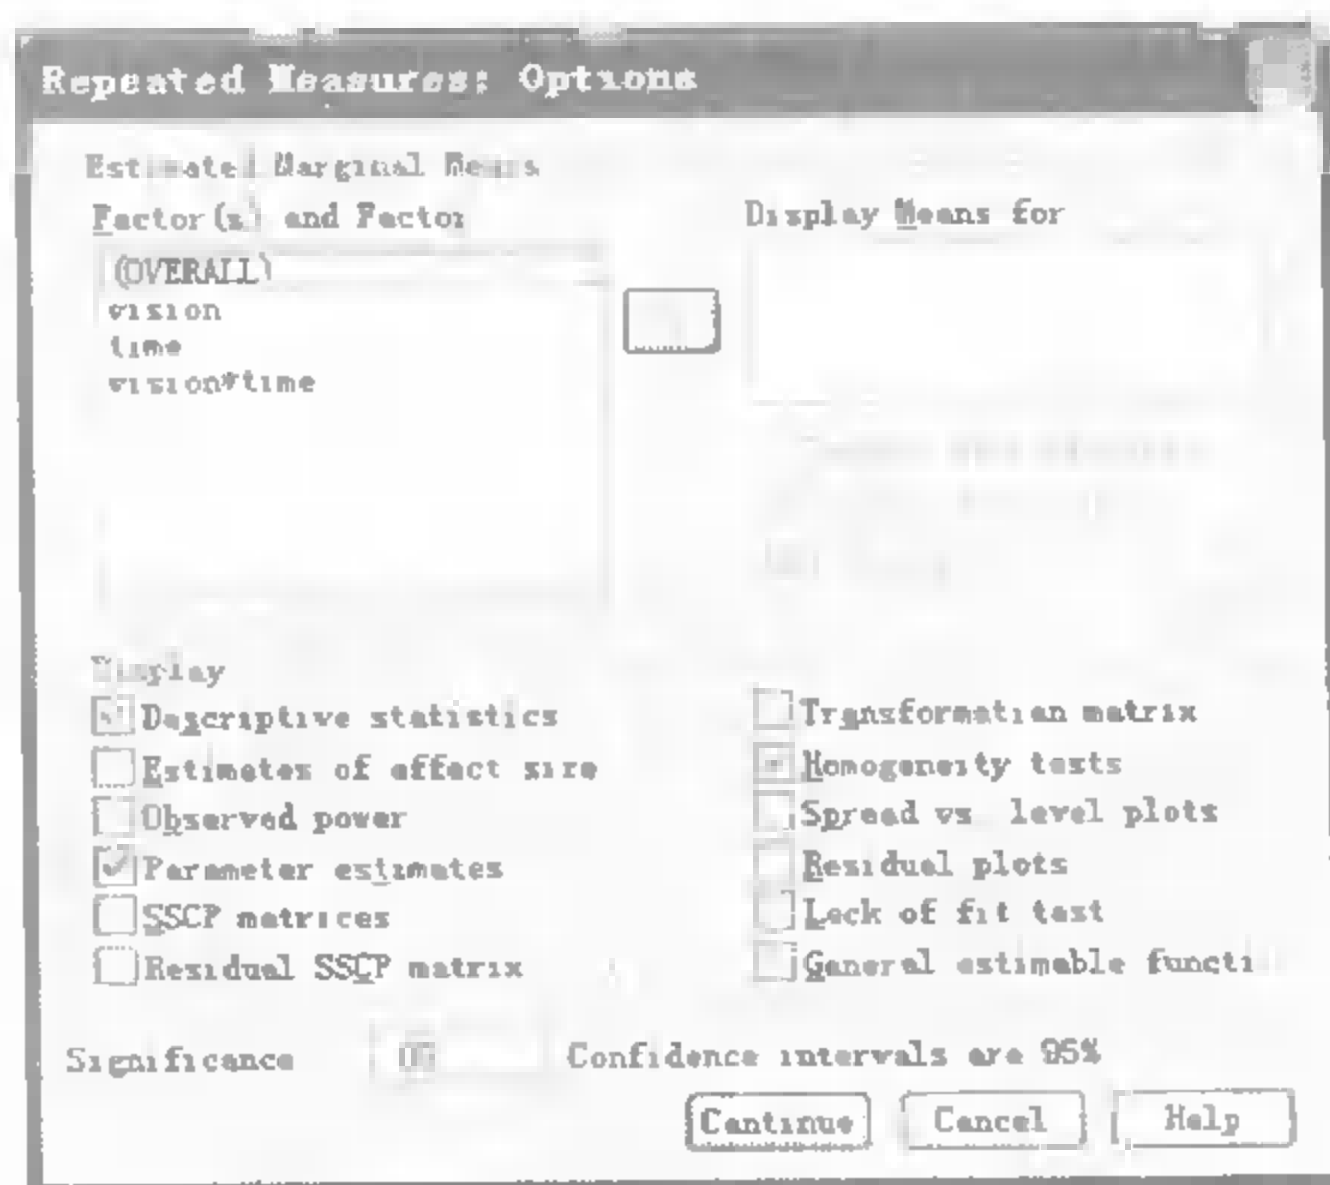 Repeated Measures: Options
Estimated Marginal Means
Factor(s) and Factor
Display Means for
(OVERALL)
vision
time
vision*time
Display
Descriptive statistics
Transformation matrix
Estimates of effect size
Homogeneity tests
Observed power
Spread vs. level plots
Parameter estimates
Residual plots
SSCP matrices
Lack of fit test
Residual SSCP matrix
General estimable functi
Significance
Confidence intervals are 95%
Continue
Cancel
Help